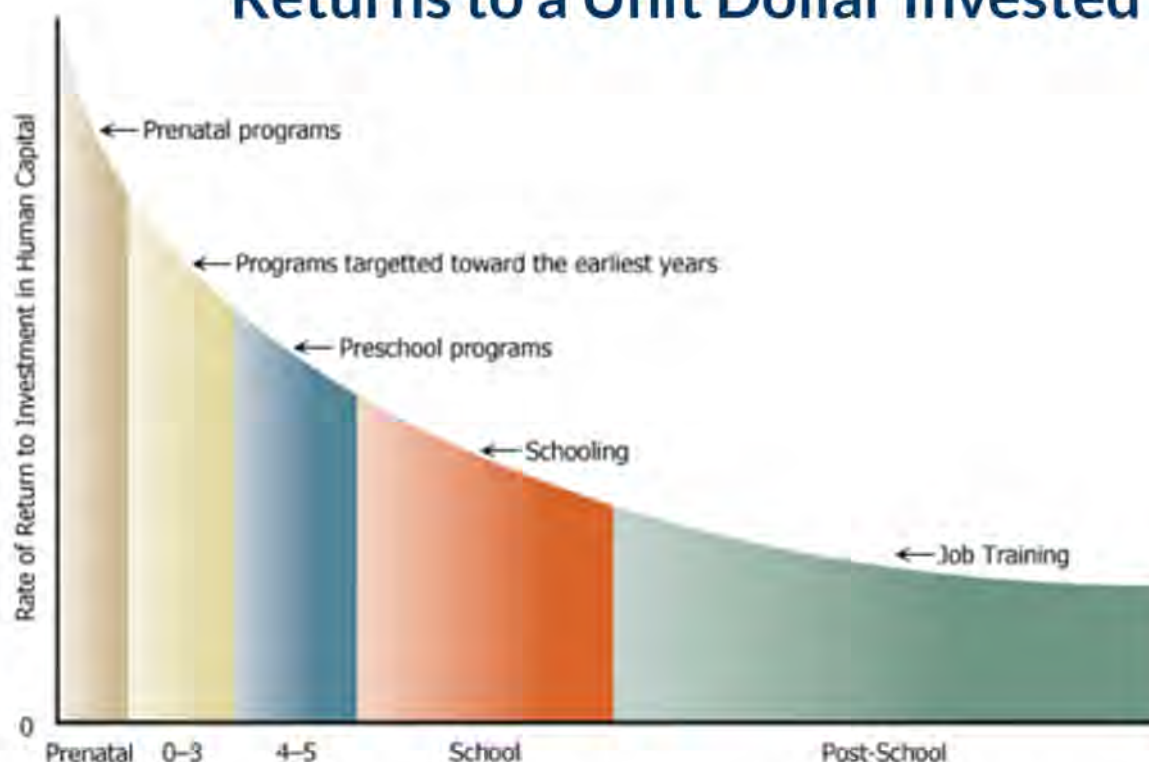 Returns to a Unit Dollar Invested
Rate of Return to Investment in Human Capital
Prenatal programs
Programs targetted toward the earliest years
Preschool programs
Schooling
Job Training
0
Prenatal 0–3 4–5 School Post-School